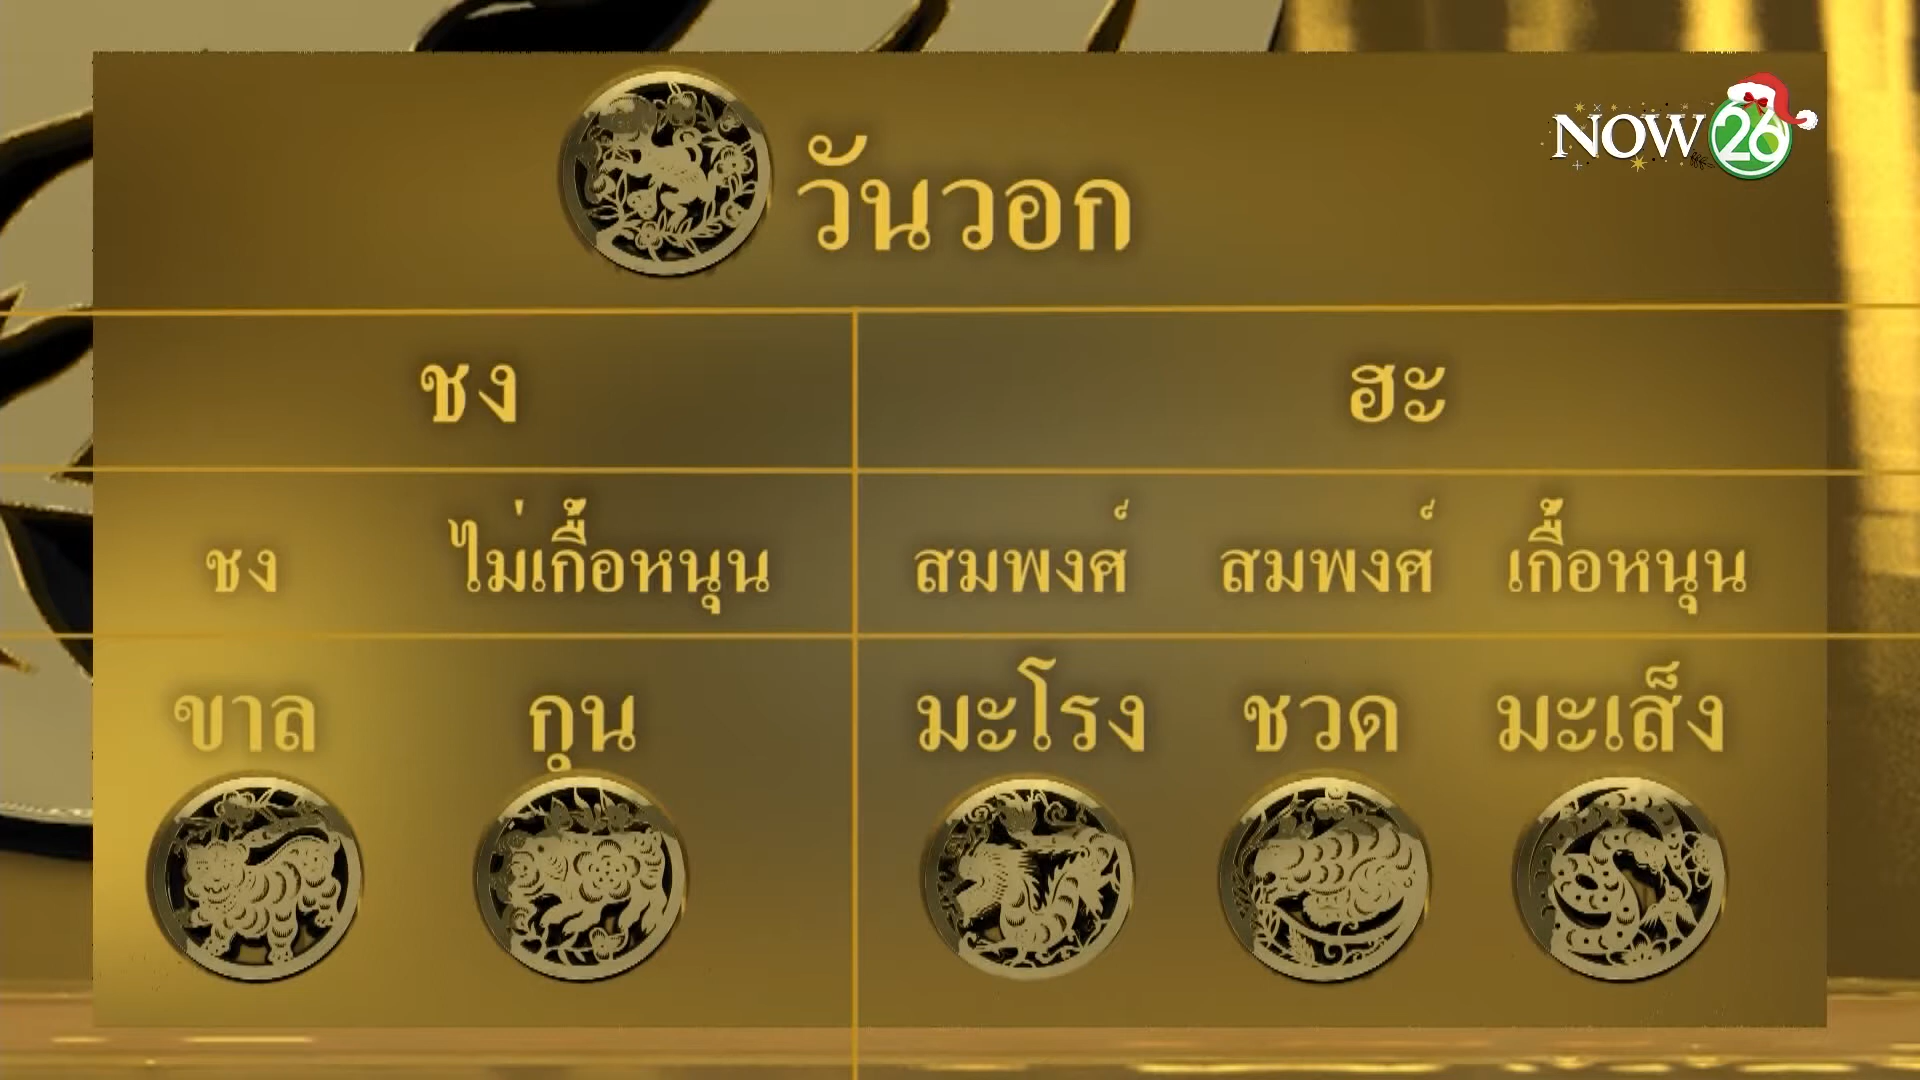 NOW 26
วันวอก
ชง ฮะ
ชง ไม่เกื้อหนุน สมพงศ์ สมพงศ์ เกื้อหนุน
ขาล กุน มะโรง ชวด มะเส็ง